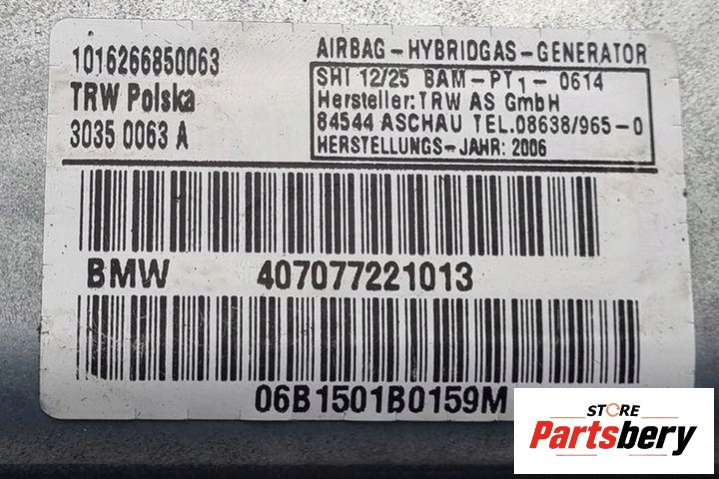 1016266850063
TRW Polska
3035 0063 A
AIRBAG-HYBRIDGAS-GENERATOR
SHI 12/25 BAM-PT1-0614
Hersteller:TRW AS GmbH
84544 ASCHAU TEL.08638/965-0
HERSTELLUNGS-JAHR: 2006
BMW 407077221013
06B1501B0159M
STORE
Partsbery